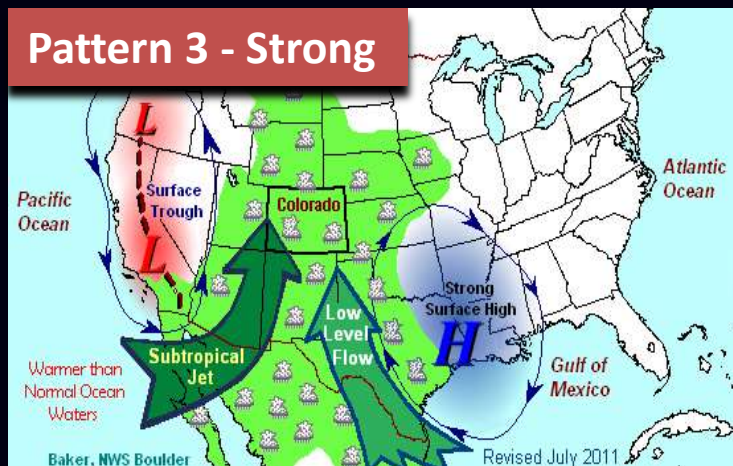 Pattern 3 - Strong
L
Surface
Trough
Pacific
Ocean
Colorado
Atlantic
Ocean
L
Strong
Surface High
H
Low
Level
Flow
Subtropical
Jet
Warmer than
Normal Ocean
Waters
Gulf of
Mexico
Baker, NWS Boulder
Revised July 2011